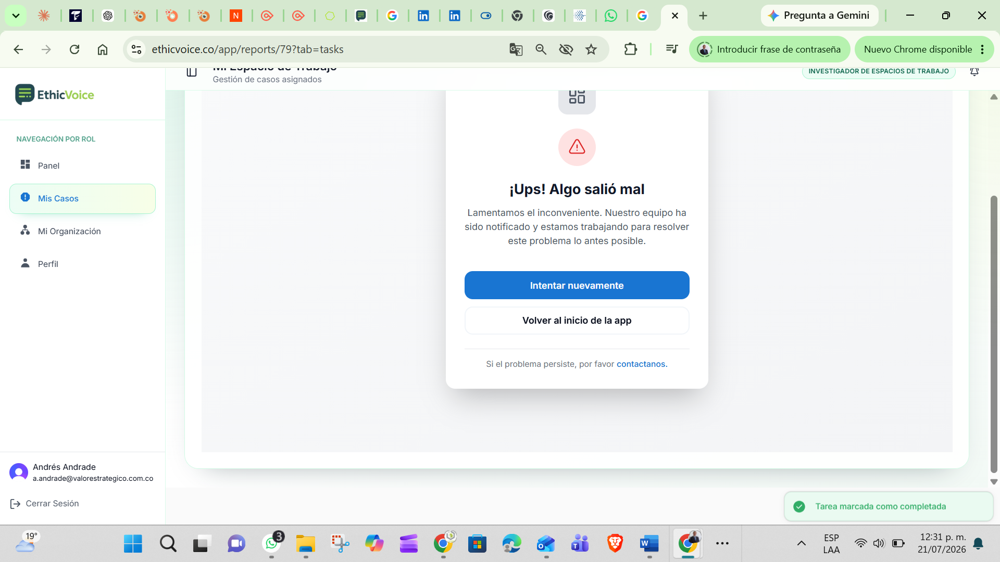 Pregunta a Gemini
ethicvoice.co/app/reports/79?tab=tasks
Introducir frase de contraseña
Nuevo Chrome disponible
EthicVoice
Mi Espacio de Trabajo
Gestión de casos asignados
INVESTIGADOR DE ESPACIOS DE TRABAJO
NAVEGACIÓN POR ROL
Panel
Mis Casos
Mi Organización
Perfil
¡Ups! Algo salió mal
Lamentamos el inconveniente. Nuestro equipo ha
sido notificado y estamos trabajando para resolver
este problema lo antes posible.
Intentar nuevamente
Volver al inicio de la app
Si el problema persiste, por favor contactanos.
Andrés Andrade
a.andrade@valorestrategico.com.co
Cerrar Sesión
Tarea marcada como completada
19°
3
ESP
LAA
12:31 p. m.
21/07/2026